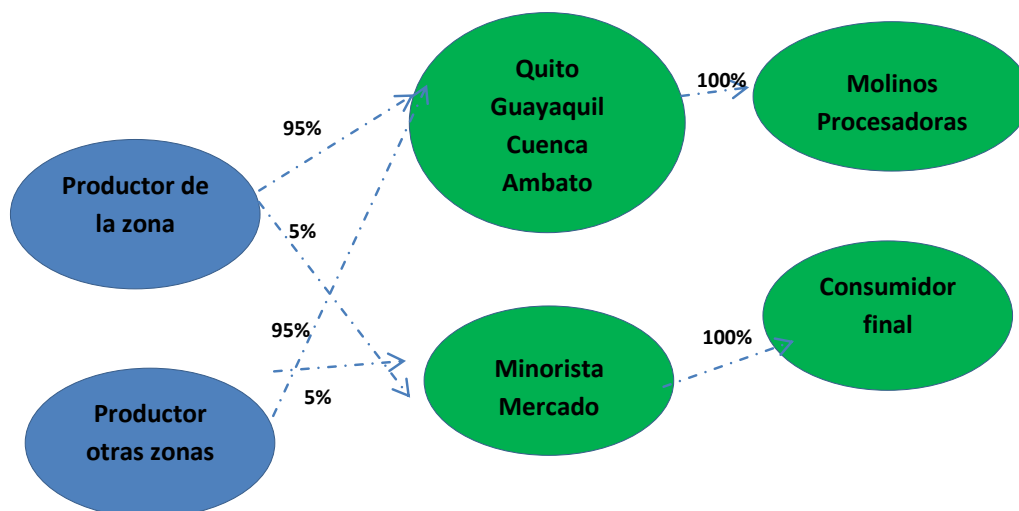 Quito
Guayaquil
Cuenca
Ambato
100%
Molinos
Procesadoras
95%
Productor de
la zona
5%
Consumidor
final
95%
100%
Minorista
Mercado
5%
Productor
otras zonas